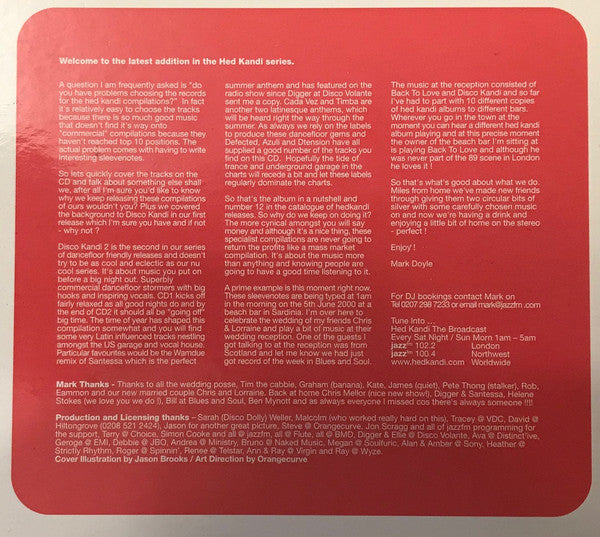 Welcome to the latest addition in the Hed Kandi series.
A question I am frequently asked is "do
you have problems choosing the records
for the hed kandi compilations?" In fact
it's relatively easy to choose the tracks
because there is so much good music
that doesn't find it's way onto
"commercial" compilations because they
haven't reached top 10 positions. The
actual problem comes with having to write
interesting sleevenotes.
So lets quickly cover the tracks on the
CD and talk about something else shall
we, after all I'm sure you'd like to know
why we keep releasing these compilations
of ours wouldn't you? Plus we covered
the background to Disco Kandi in our first
release which I'm sure you have and if not
- why not ?
Disco Kandi 2 is the second in our series
of dancefloor friendly releases and doesn't
try to be as cool and eclectic as our nu
cool series. It's about music you put on
before a big night out. Superbly
commercial dancefloor stormers with big
hooks and inspiring vocals. CD1 kicks off
fairly relaxed as all good nights do and by
the end of CD2 it should all be "going off"
big time. The time of year has shaped this
compilation somewhat and you will find
some very Latin influenced tracks nestling
amongst the US garage and vocal house.
Particular favourites would be the Wamdue
remix of Santessa which is the perfect
summer anthem and has featured on the
radio show since Digger at Disco Volante
sent me a copy. Cada Vez and Timba are
another two latinesque anthems, which
will be heard right the way through the
summer. As always we rely on the labels
to produce these dancefloor gems and
Defected, Azuli and Dtension have all
supplied a good number of the tracks you
find on this CD. Hopefully the tide of
trance and underground garage in the
charts will recede a bit and let these labels
regularly dominate the charts.
So that's the album in a nutshell and
number 12 in the catalogue of hedkandi
releases. So why do we keep on doing it?
The more cynical amongst you will say
money and although it's a nice thing, these
specialist compilations are never going to
return the profits like a mass market
compilation. It's about the music more
than anything and knowing people are
going to have a good time listening to it.
A prime example is this moment right now.
These sleevenotes are being typed at 1am
in the morning on the 5th June 2000 at a
beach bar in Sardinia. I'm over here to
celebrate the wedding of my friends Chris
& Lorraine and play a bit of music at their
wedding reception. One of the guests I
got talking to at the reception was from
Scotland and let me know we had just
got record of the week in Blues and Soul.
The music at the reception consisted of
Back To Love and Disco Kandi and so far
I've had to part with 10 different copies
of hed kandi albums to different bars.
Wherever you go in the town at the
moment you can hear a different hed kandi
album playing and at this precise moment
the owner of the beach bar I'm sitting at
is playing Back To Love and although he
was never part of the 89 scene in London
he loves it !
So that's what's good about what we do.
Miles from home we've made new friends
through giving them two circular bits of
silver with some carefully chosen music
on and now we're having a drink and
enjoying a little bit of home on the stereo
- perfect !
Enjoy !
Mark Doyle
For DJ bookings contact Mark on
Tel 0207 298 7233 or email mark@jazzfm.com
Tune Into ...
Hed Kandi The Broadcast
Every Sat Night / Sun Morn 1am – 5am
jazzfm 102.2 London
jazzfm 100.4 Northwest
www.hedkandi.com Worldwide
Mark Thanks - Thanks to all the wedding posse, Tim the cabbie, Graham (banana), Kate, James (quiet), Pete Thong (stalker), Rob,
Eammon and our new married couple Chris and Lorraine. Back at home Chris Mellor (nice new show!), Digger & Santessa, Helene
Stokes (we love you we do !), Bill at Blues and Soul, Ben Mynott and as always everyone I missed cos there's always someone !!!!
Production and Licensing thanks – Sarah (Disco Dolly) Weller, Malcolm (who worked really hard on this), Tracey @ VDC, David @
Hiltongrove (0208 521 2424), Jason for another great picture, Steve @ Orangecurve, Jon Scragg and all of jazzfm programming for
the support, Terry @ Choice, Simon Cooke and all @ jazzfm, all @ Flute, at @ BMD, Digger & Ellie @ Disco Volante, Ava @ Distinct'ive,
Geroge @ EMI, Debbie @ JBO, Andrea @ Ministry, Bruno @ Naked Music, Megan @ Soulfuric, Alan & Amber @ Sony, Heather @
Strictly Rhythm, Roger @ Spinnin', Renee @ Telstar, Ann & Ray @ Virgin and Ray @ Wyze.
Cover Illustration by Jason Brooks / Art Direction by Orangecurve